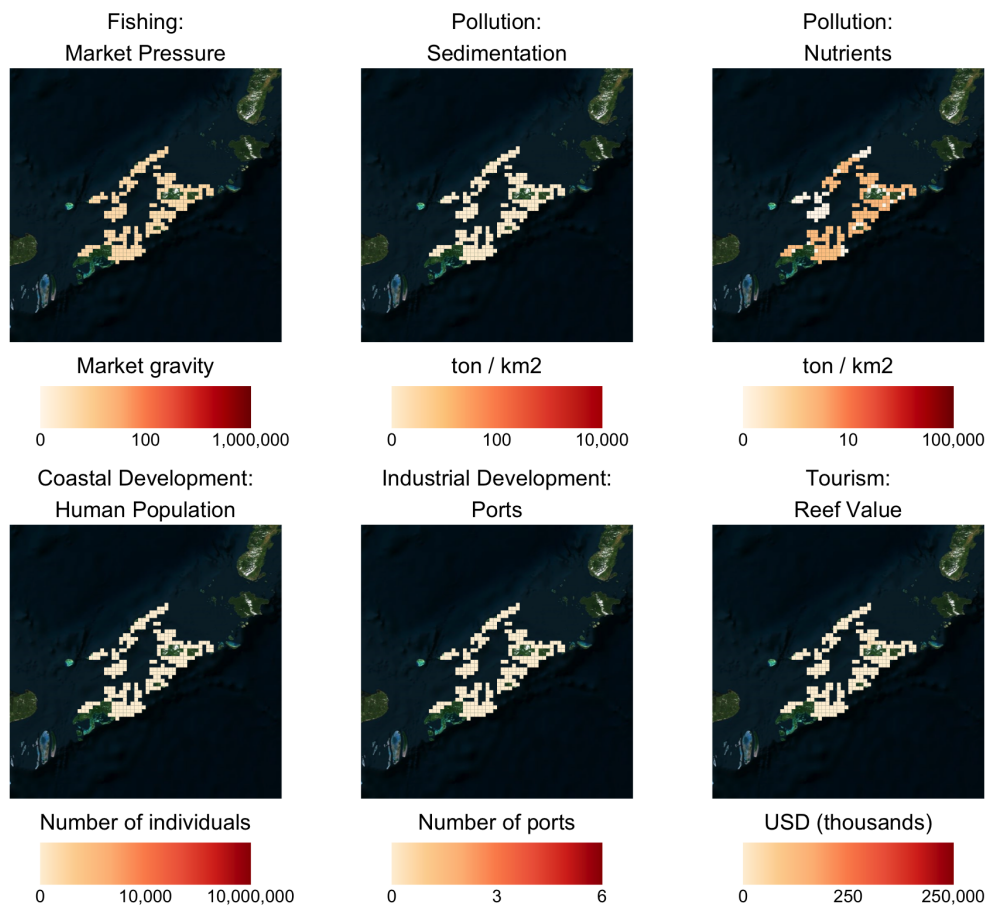 Fishing:
Market Pressure
Pollution:
Sedimentation
Pollution:
Nutrients
Market gravity
0 100 1,000,000
ton / km2
0 100 10,000
ton / km2
0 10 100,000
Coastal Development:
Human Population
Industrial Development:
Ports
Tourism:
Reef Value
Number of individuals
0 10,000 10,000,000
Number of ports
0 3 6
USD (thousands)
0 250 250,000